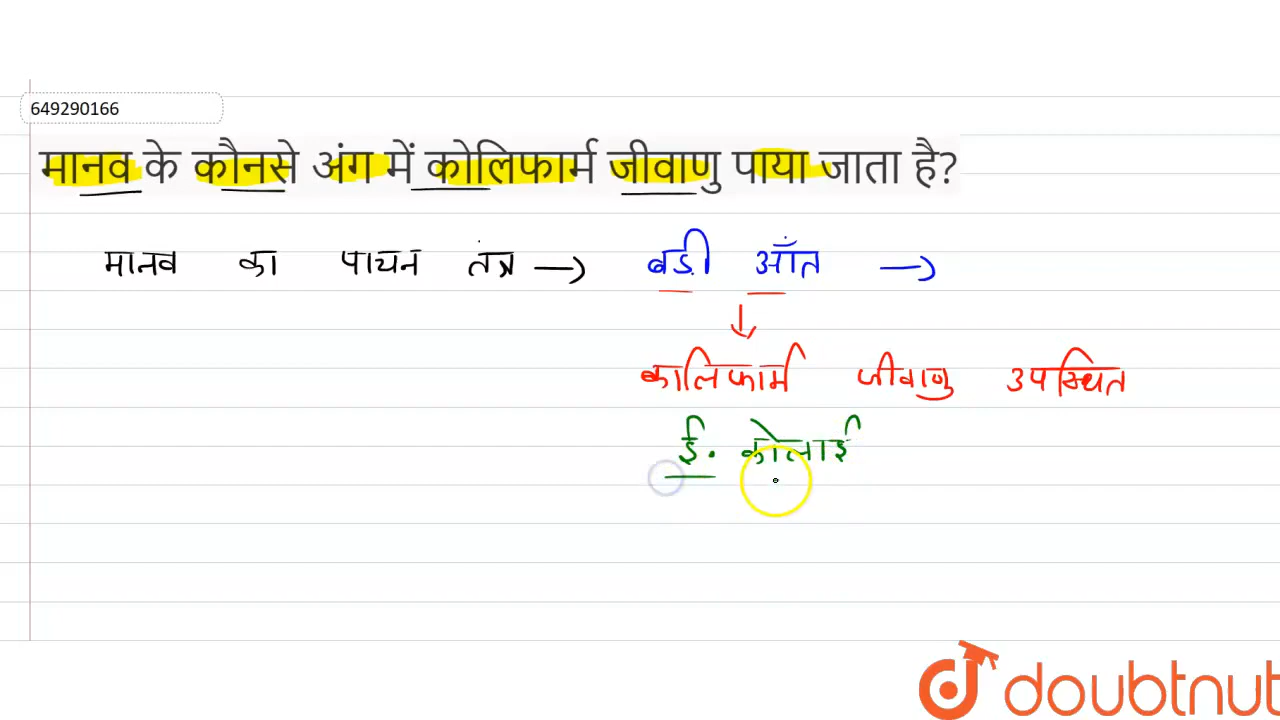 649290166
मानव के कौनसे अंग में कोलिफार्म जीवाणु पाया जाता है?
मानव का पाचन तंत्र → बड़ी आँत →
↓
कालिफार्म जीवाणु उपस्थित
ई. कोलाई
doubtnut